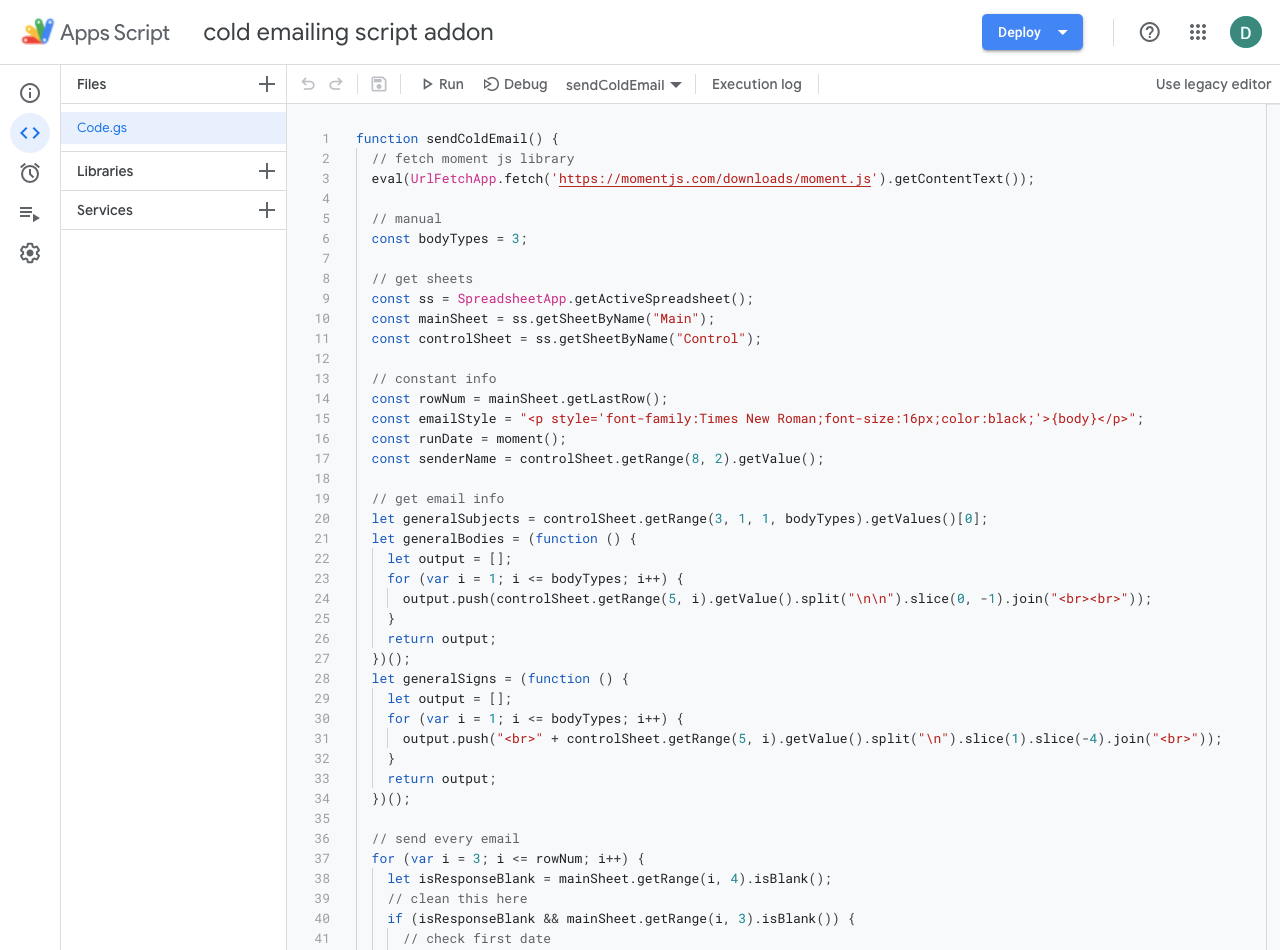 Apps Script
cold emailing script addon
Deploy
D
Files
Code.gs
Libraries
Services
Run
Debug
sendColdEmail
Execution log
Use legacy editor
1 function sendColdEmail() {
2 // fetch moment js library
3 eval(UrlFetchApp.fetch('https://momentjs.com/downloads/moment.js').getContentText());
4
5 // manual
6 const bodyTypes = 3;
7
8 // get sheets
9 const ss = SpreadsheetApp.getActiveSpreadsheet();
10 const mainSheet = ss.getSheetByName("Main");
11 const controlSheet = ss.getSheetByName("Control");
12
13 // constant info
14 const rowNum = mainSheet.getLastRow();
15 const emailStyle = "<p style='font-family:Times New Roman;font-size:16px;color:black;'>{body}</p>";
16 const runDate = moment();
17 const senderName = controlSheet.getRange(8, 2).getValue();
18
19 // get email info
20 let generalSubjects = controlSheet.getRange(3, 1, 1, bodyTypes).getValues()[0];
21 let generalBodies = (function () {
22 let output = [];
23 for (var i = 1; i <= bodyTypes; i++) {
24 output.push(controlSheet.getRange(5, i).getValue().split("\n\n").slice(0, -1).join("<br><br>"));
25 }
26 return output;
27 })();
28 let generalSigns = (function () {
29 let output = [];
30 for (var i = 1; i <= bodyTypes; i++) {
31 output.push("<br>" + controlSheet.getRange(5, i).getValue().split("\n").slice(1).slice(-4).join("<br>"));
32 }
33 return output;
34 })();
35
36 // send every email
37 for (var i = 3; i <= rowNum; i++) {
38 let isResponseBlank = mainSheet.getRange(i, 4).isBlank();
39 // clean this here
40 if (isResponseBlank && mainSheet.getRange(i, 3).isBlank()) {
41 // check first date